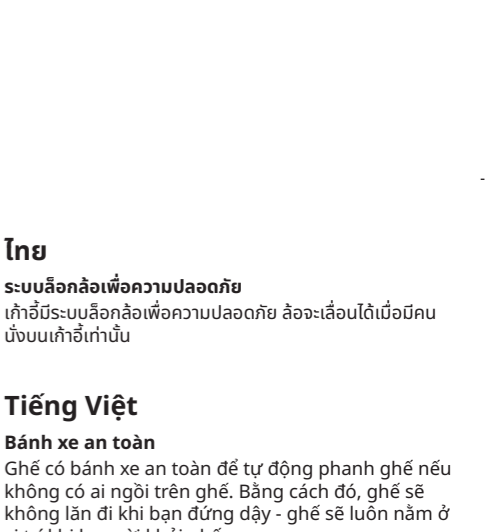 -
ไทย
ระบบล็อกล้อเพื่อความปลอดภัย
เก้าอี้มีระบบล็อกล้อเพื่อความปลอดภัย ล้อจะเลื่อนได้เมื่อมีคน
นั่งบนเก้าอี้เท่านั้น
Tiếng Việt
Bánh xe an toàn
Ghế có bánh xe an toàn để tự động phanh ghế nếu
không có ai ngồi trên ghế. Bằng cách đó, ghế sẽ
không lăn đi khi bạn đứng dậy - ghế sẽ luôn nằm ở